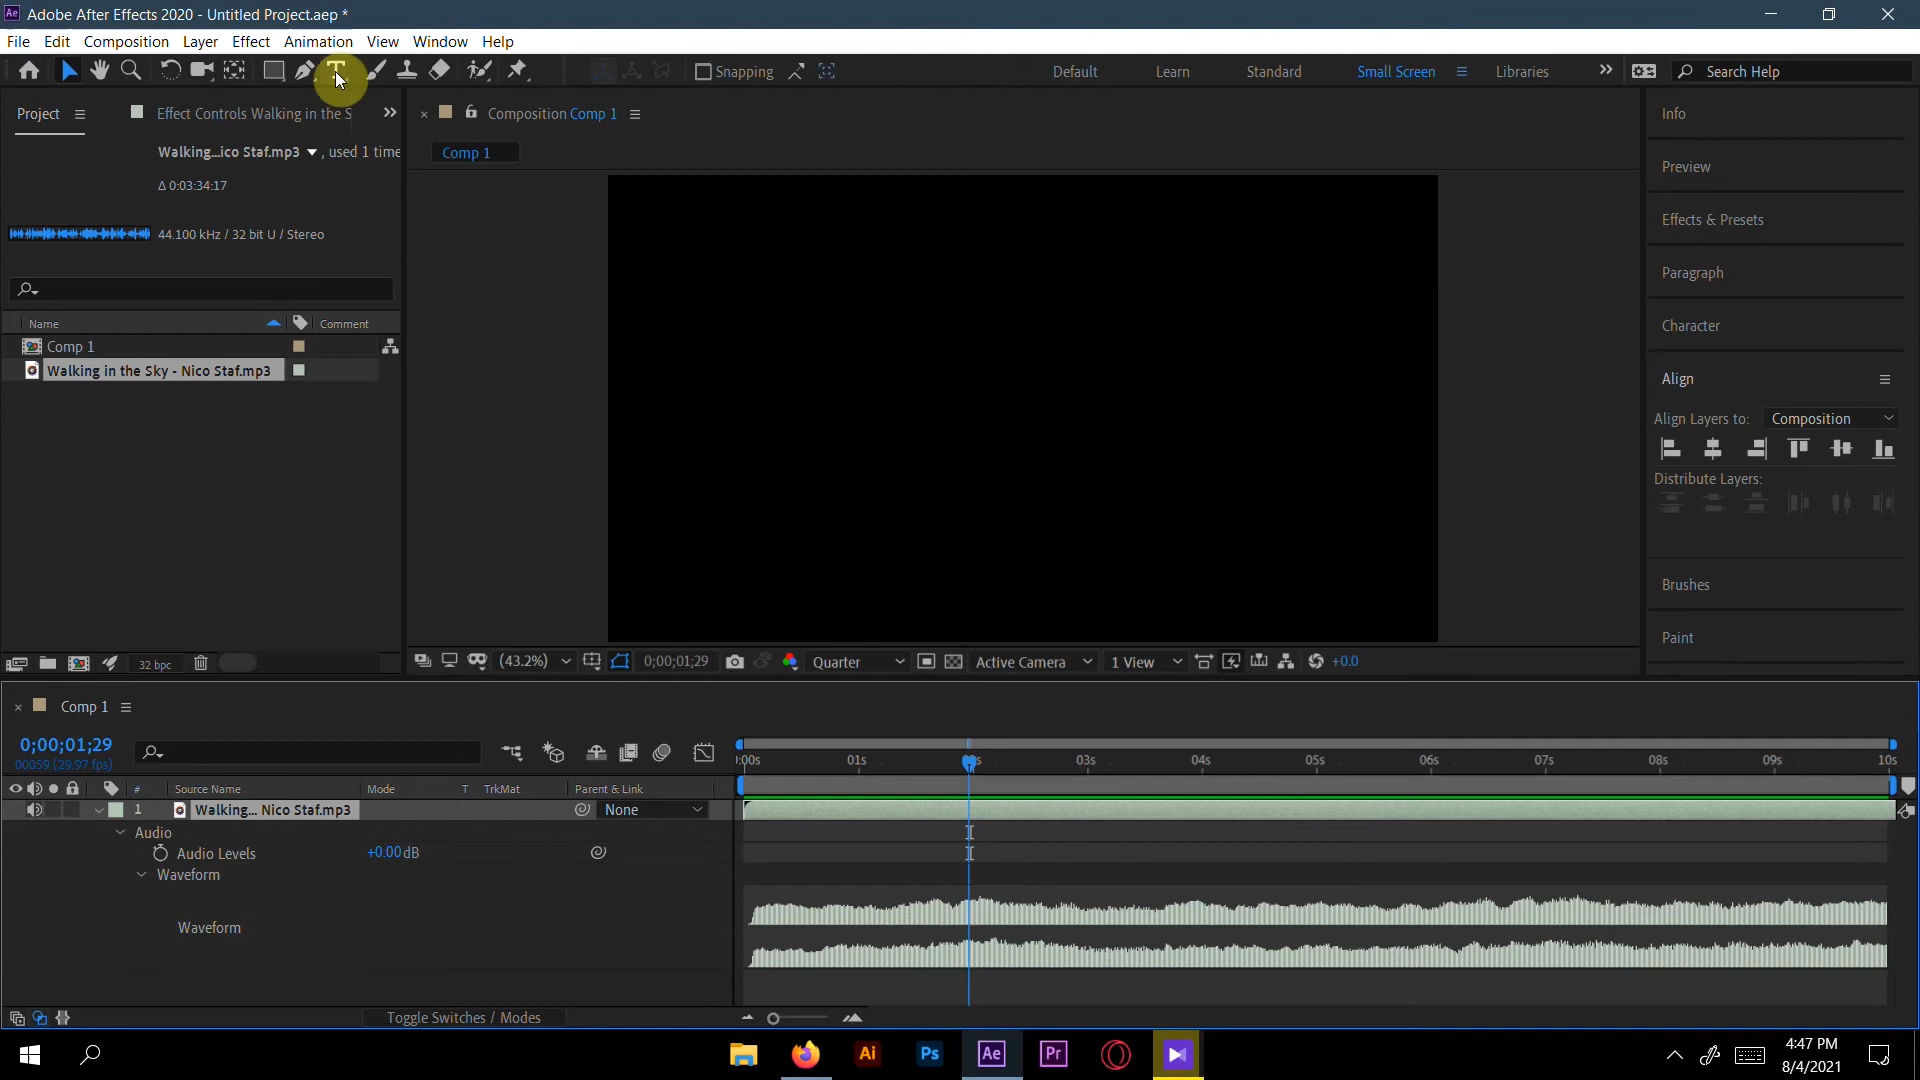 Adobe After Effects 2020 - Untitled Project.aep *
File Edit Composition Layer Effect Animation View Window Help
Snapping
Default Learn Standard Small Screen Libraries
Search Help
Project
Effect Controls Walking in the S
Walking...ico Staf.mp3 , used 1 time
Δ 0:03:34:17
44.100 kHz / 32 bit U / Stereo
Name Comment
Comp 1
Walking in the Sky - Nico Staf.mp3
32 bpc
Composition Comp 1
Comp 1
(43.2%) 0;00;01;29 Quarter Active Camera 1 View +0.0
Info
Preview
Effects & Presets
Paragraph
Character
Align
Align Layers to: Composition
Distribute Layers:
Brushes
Paint
Comp 1
0;00;01;29
00059 (29.97 fps)
# Source Name Mode T TrkMat Parent & Link
1 Walking... Nico Staf.mp3 None
Audio
Audio Levels +0.00 dB
Waveform
Waveform
Toggle Switches / Modes
:00s 01s 03s 04s 05s 06s 07s 08s 09s 10s
Ae
Ai Ps Ae Pr
4:47 PM
8/4/2021